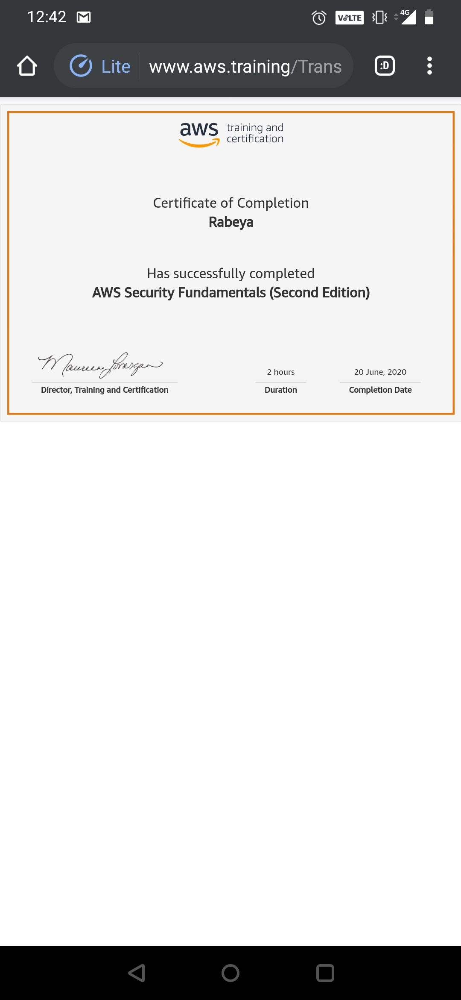 12:42
VoLTE
4G
Lite
www.aws.training/Trans
:D
aws
training and
certification
Certificate of Completion
Rabeya
Has successfully completed
AWS Security Fundamentals (Second Edition)
Maureen Lonergan
2 hours
20 June, 2020
Director, Training and Certification
Duration
Completion Date